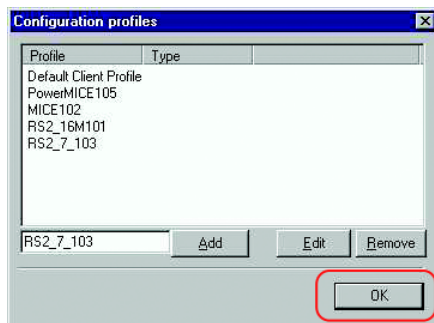 Configuration profiles
Profile Type
Default Client Profile
PowerMICE105
MICE102
RS2_16M101
RS2_7_103
RS2_7_103 Add Edit Remove
OK